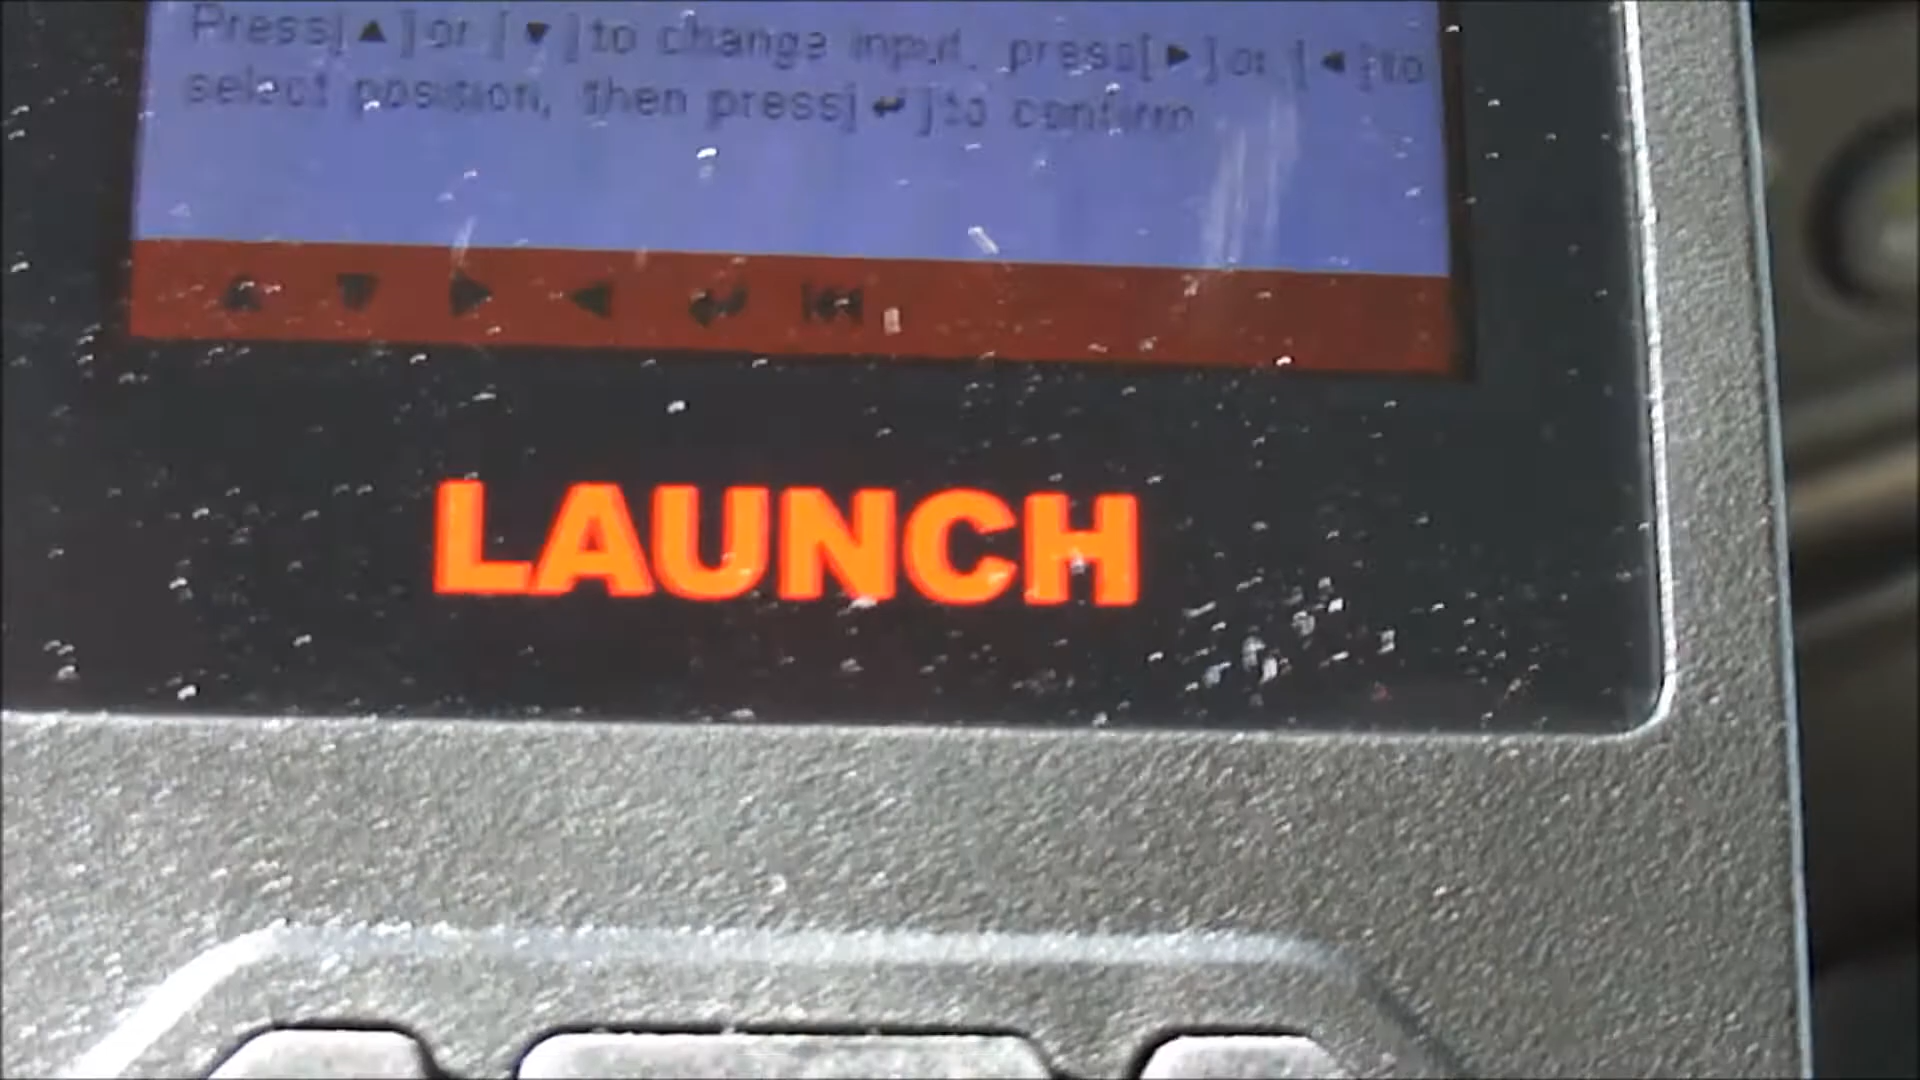 Press[▲]or [▼]to change input, press[►]or [◄]to
select position, then press[↵]to confirm
LAUNCH